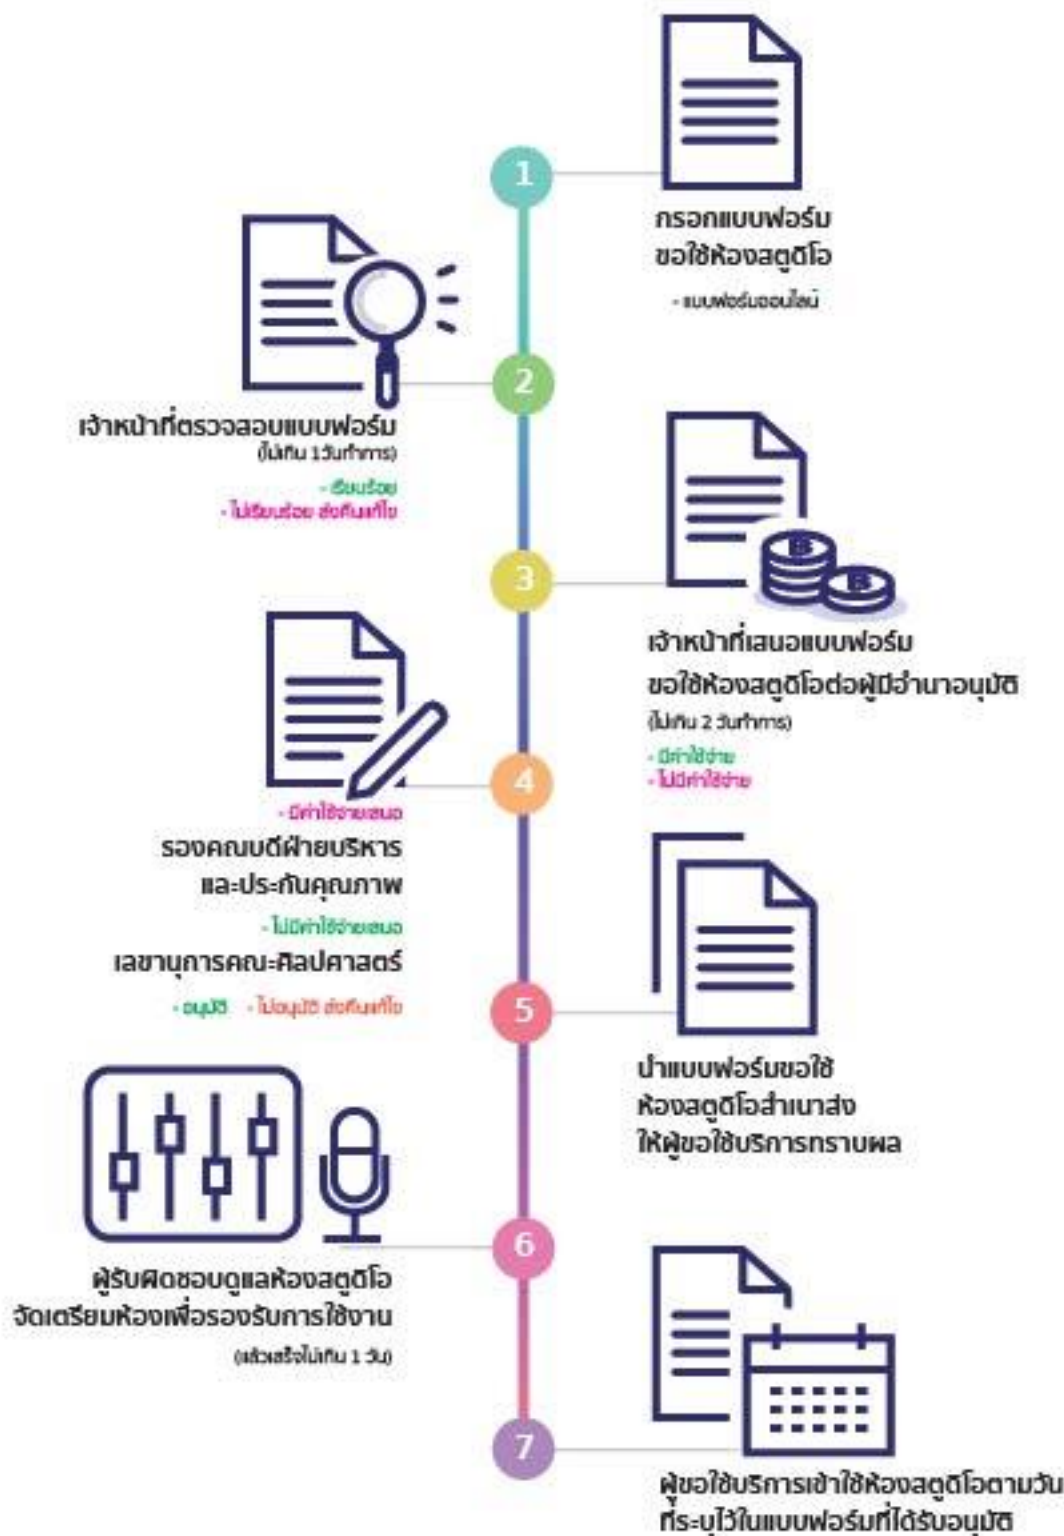 1
กรอกแบบฟอร์ม
ขอใช้ห้องสตูดิโอ
- แบบฟอร์มออนไลน์
2
เจ้าหน้าที่ตรวจสอบแบบฟอร์ม
(ไม่เกิน 1วันทำการ)
- เรียบร้อย
- ไม่เรียบร้อย ส่งคืนแก้ไข
3
เจ้าหน้าที่เสนอแบบฟอร์ม
ขอใช้ห้องสตูดิโอต่อผู้มีอำนาอนุมัติ
(ไม่เกิน 2 วันทำการ)
- มีค่าใช้จ่าย
- ไม่มีค่าใช้จ่าย
4
- มีค่าใช้จ่ายเสนอ
รองคณบดีฝ่ายบริหาร
และประกันคุณภาพ
- ไม่มีค่าใช้จ่ายเสนอ
เลขานุการคณะศิลปศาสตร์
- อนุมัติ - ไม่อนุมัติ ส่งคืนแก้ไข
5
นำแบบฟอร์มขอใช้
ห้องสตูดิโอสำเนาส่ง
ให้ผู้ขอใช้บริการทราบผล
6
ผู้รับผิดชอบดูแลห้องสตูดิโอ
จัดเตรียมห้องเพื่อรองรับการใช้งาน
(แล้วเสร็จไม่เกิน 1 วัน)
7
ผู้ขอใช้บริการเข้าใช้ห้องสตูดิโอตามวัน
ที่ระบุไว้ในแบบฟอร์มที่ได้รับอนุมัติ